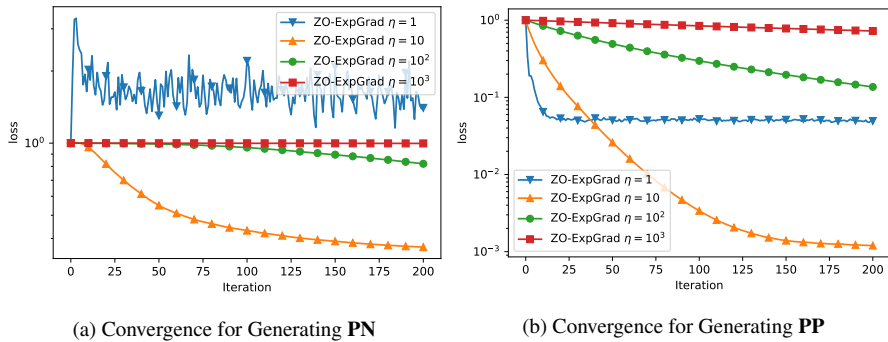 ZO-ExpGrad η = 1
ZO-ExpGrad η = 10
ZO-ExpGrad η = 10²
ZO-ExpGrad η = 10³
loss
10⁰
0 25 50 75 100 125 150 175 200
Iteration
(a) Convergence for Generating PN
10⁰
10⁻¹
10⁻²
10⁻³
loss
ZO-ExpGrad η = 1
ZO-ExpGrad η = 10
ZO-ExpGrad η = 10²
ZO-ExpGrad η = 10³
0 25 50 75 100 125 150 175 200
Iteration
(b) Convergence for Generating PP